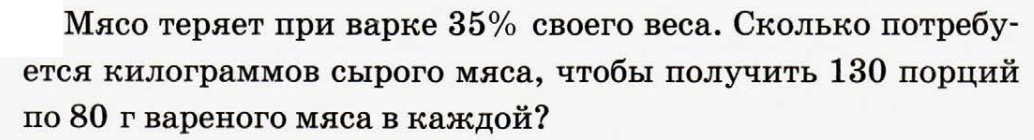 Мясо теряет при варке 35% своего веса. Сколько потребу-
ется килограммов сырого мяса, чтобы получить 130 порций
по 80 г вареного мяса в каждой?